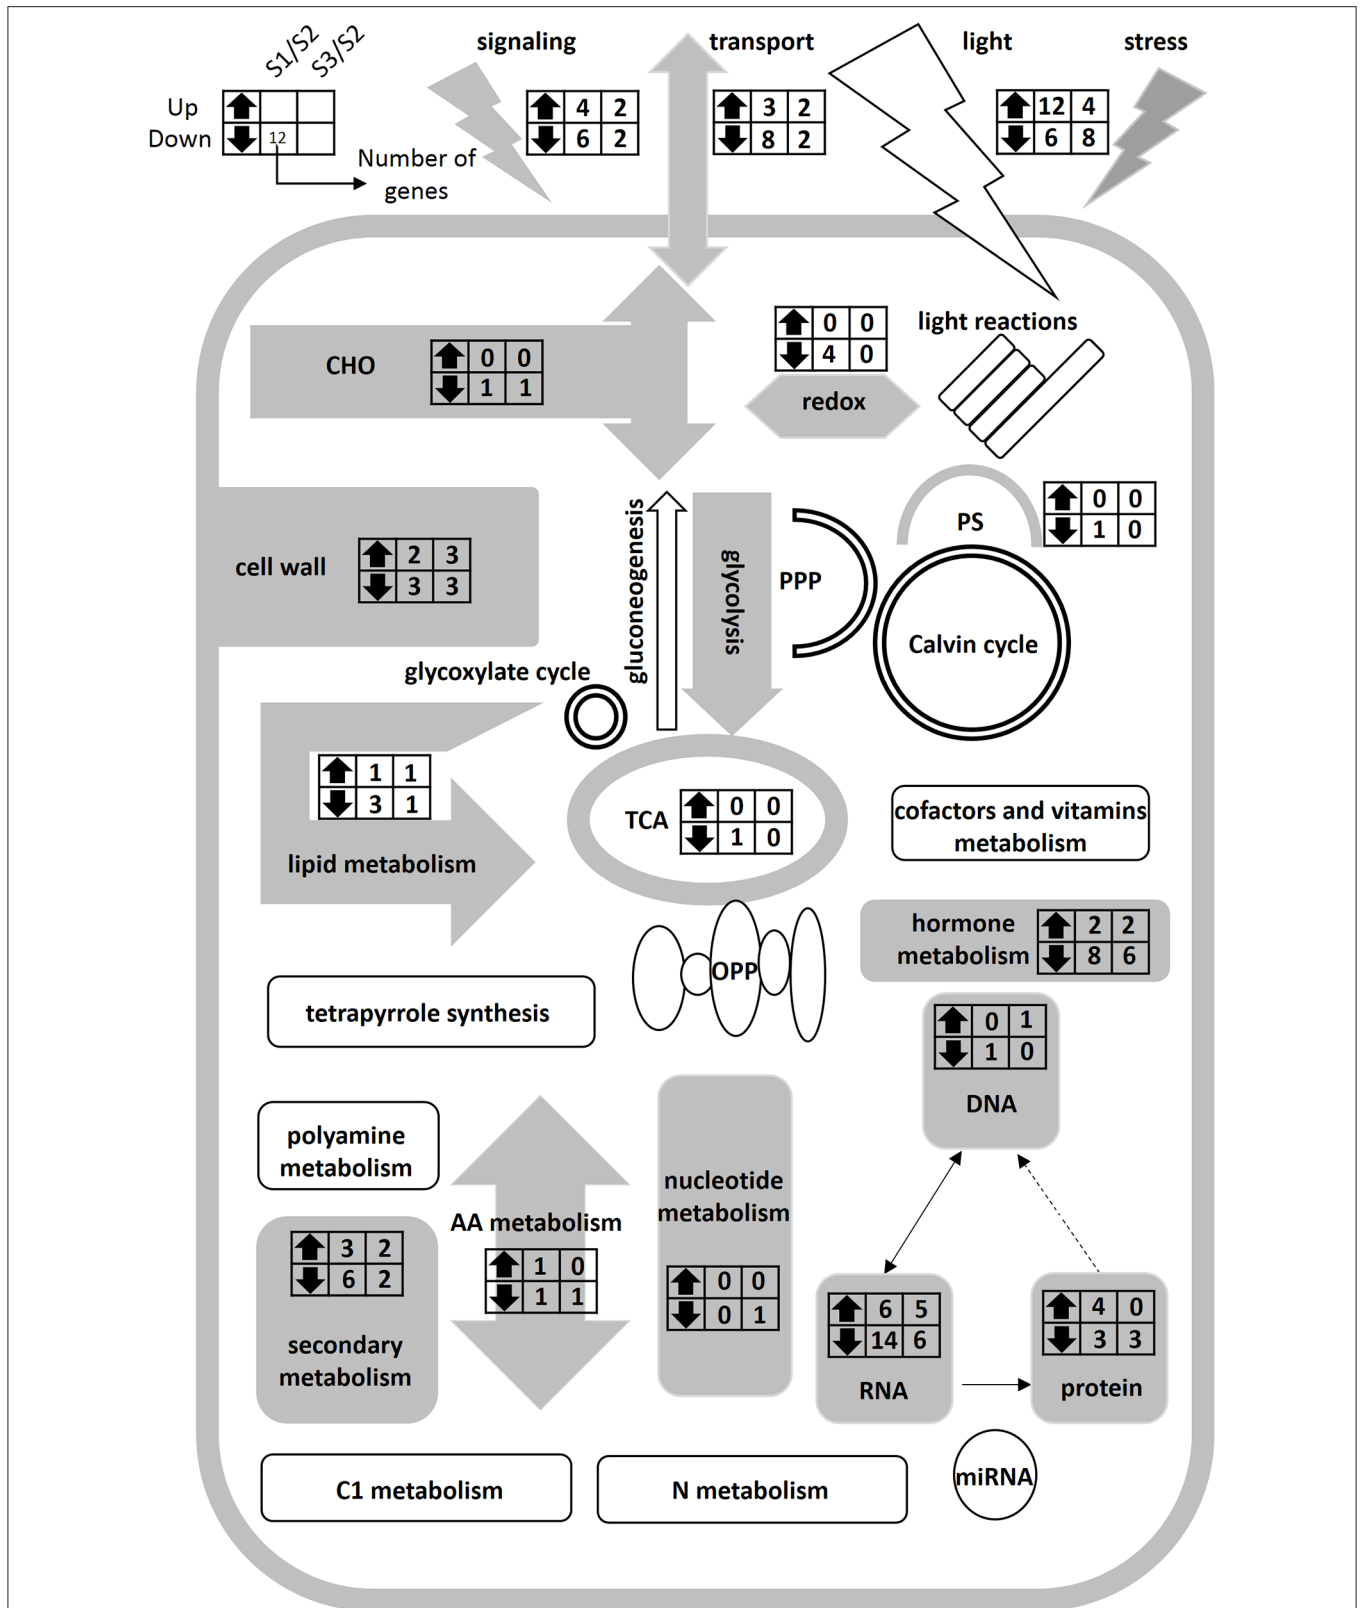 S1/S2
S3/S2
Up
Down
12
Number of
genes
signaling
4 2
6 2
transport
3 2
8 2
light
stress
12 4
6 8
CHO
0 0
1 1
0 0
4 0
redox
light reactions
cell wall
2 3
3 3
gluconeogenesis
glycolysis
PPP
PS
0 0
1 0
Calvin cycle
glycoxylate cycle
1 1
3 1
lipid metabolism
TCA
0 0
1 0
cofactors and vitamins
metabolism
hormone
metabolism
2 2
8 6
OPP
tetrapyrrole synthesis
0 1
1 0
DNA
polyamine
metabolism
AA metabolism
1 0
1 1
nucleotide
metabolism
0 0
0 1
3 2
6 2
secondary
metabolism
6 5
14 6
RNA
4 0
3 3
protein
C1 metabolism
N metabolism
miRNA